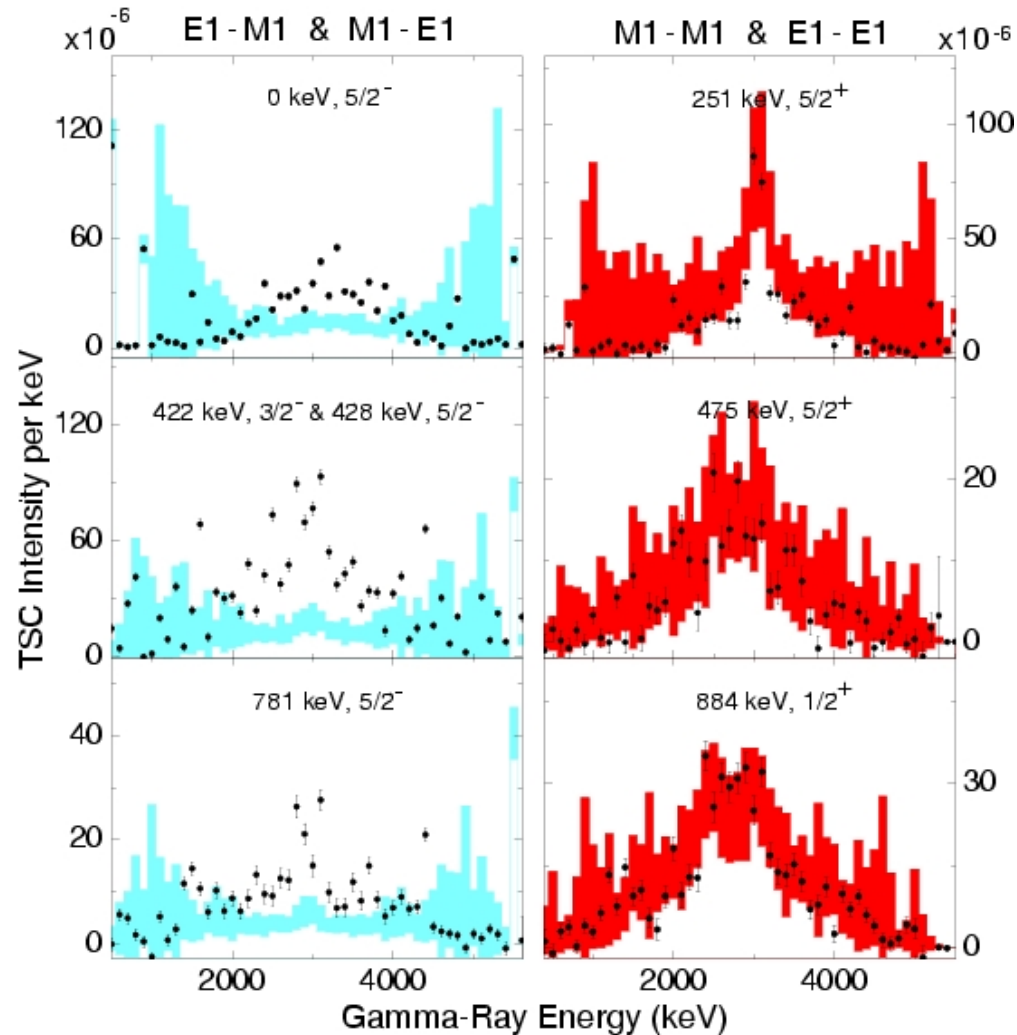 x10⁻⁶ E1-M1 & M1-E1 M1-M1 & E1-E1 x10⁻⁶
0 keV, 5/2⁻
251 keV, 5/2⁺
120
60
0
100
50
0
422 keV, 3/2⁻ & 428 keV, 5/2⁻
475 keV, 5/2⁺
120
60
0
20
0
781 keV, 5/2⁻
884 keV, 1/2⁺
40
20
0
30
0
TSC Intensity per keV
2000 4000 2000 4000
Gamma-Ray Energy (keV)